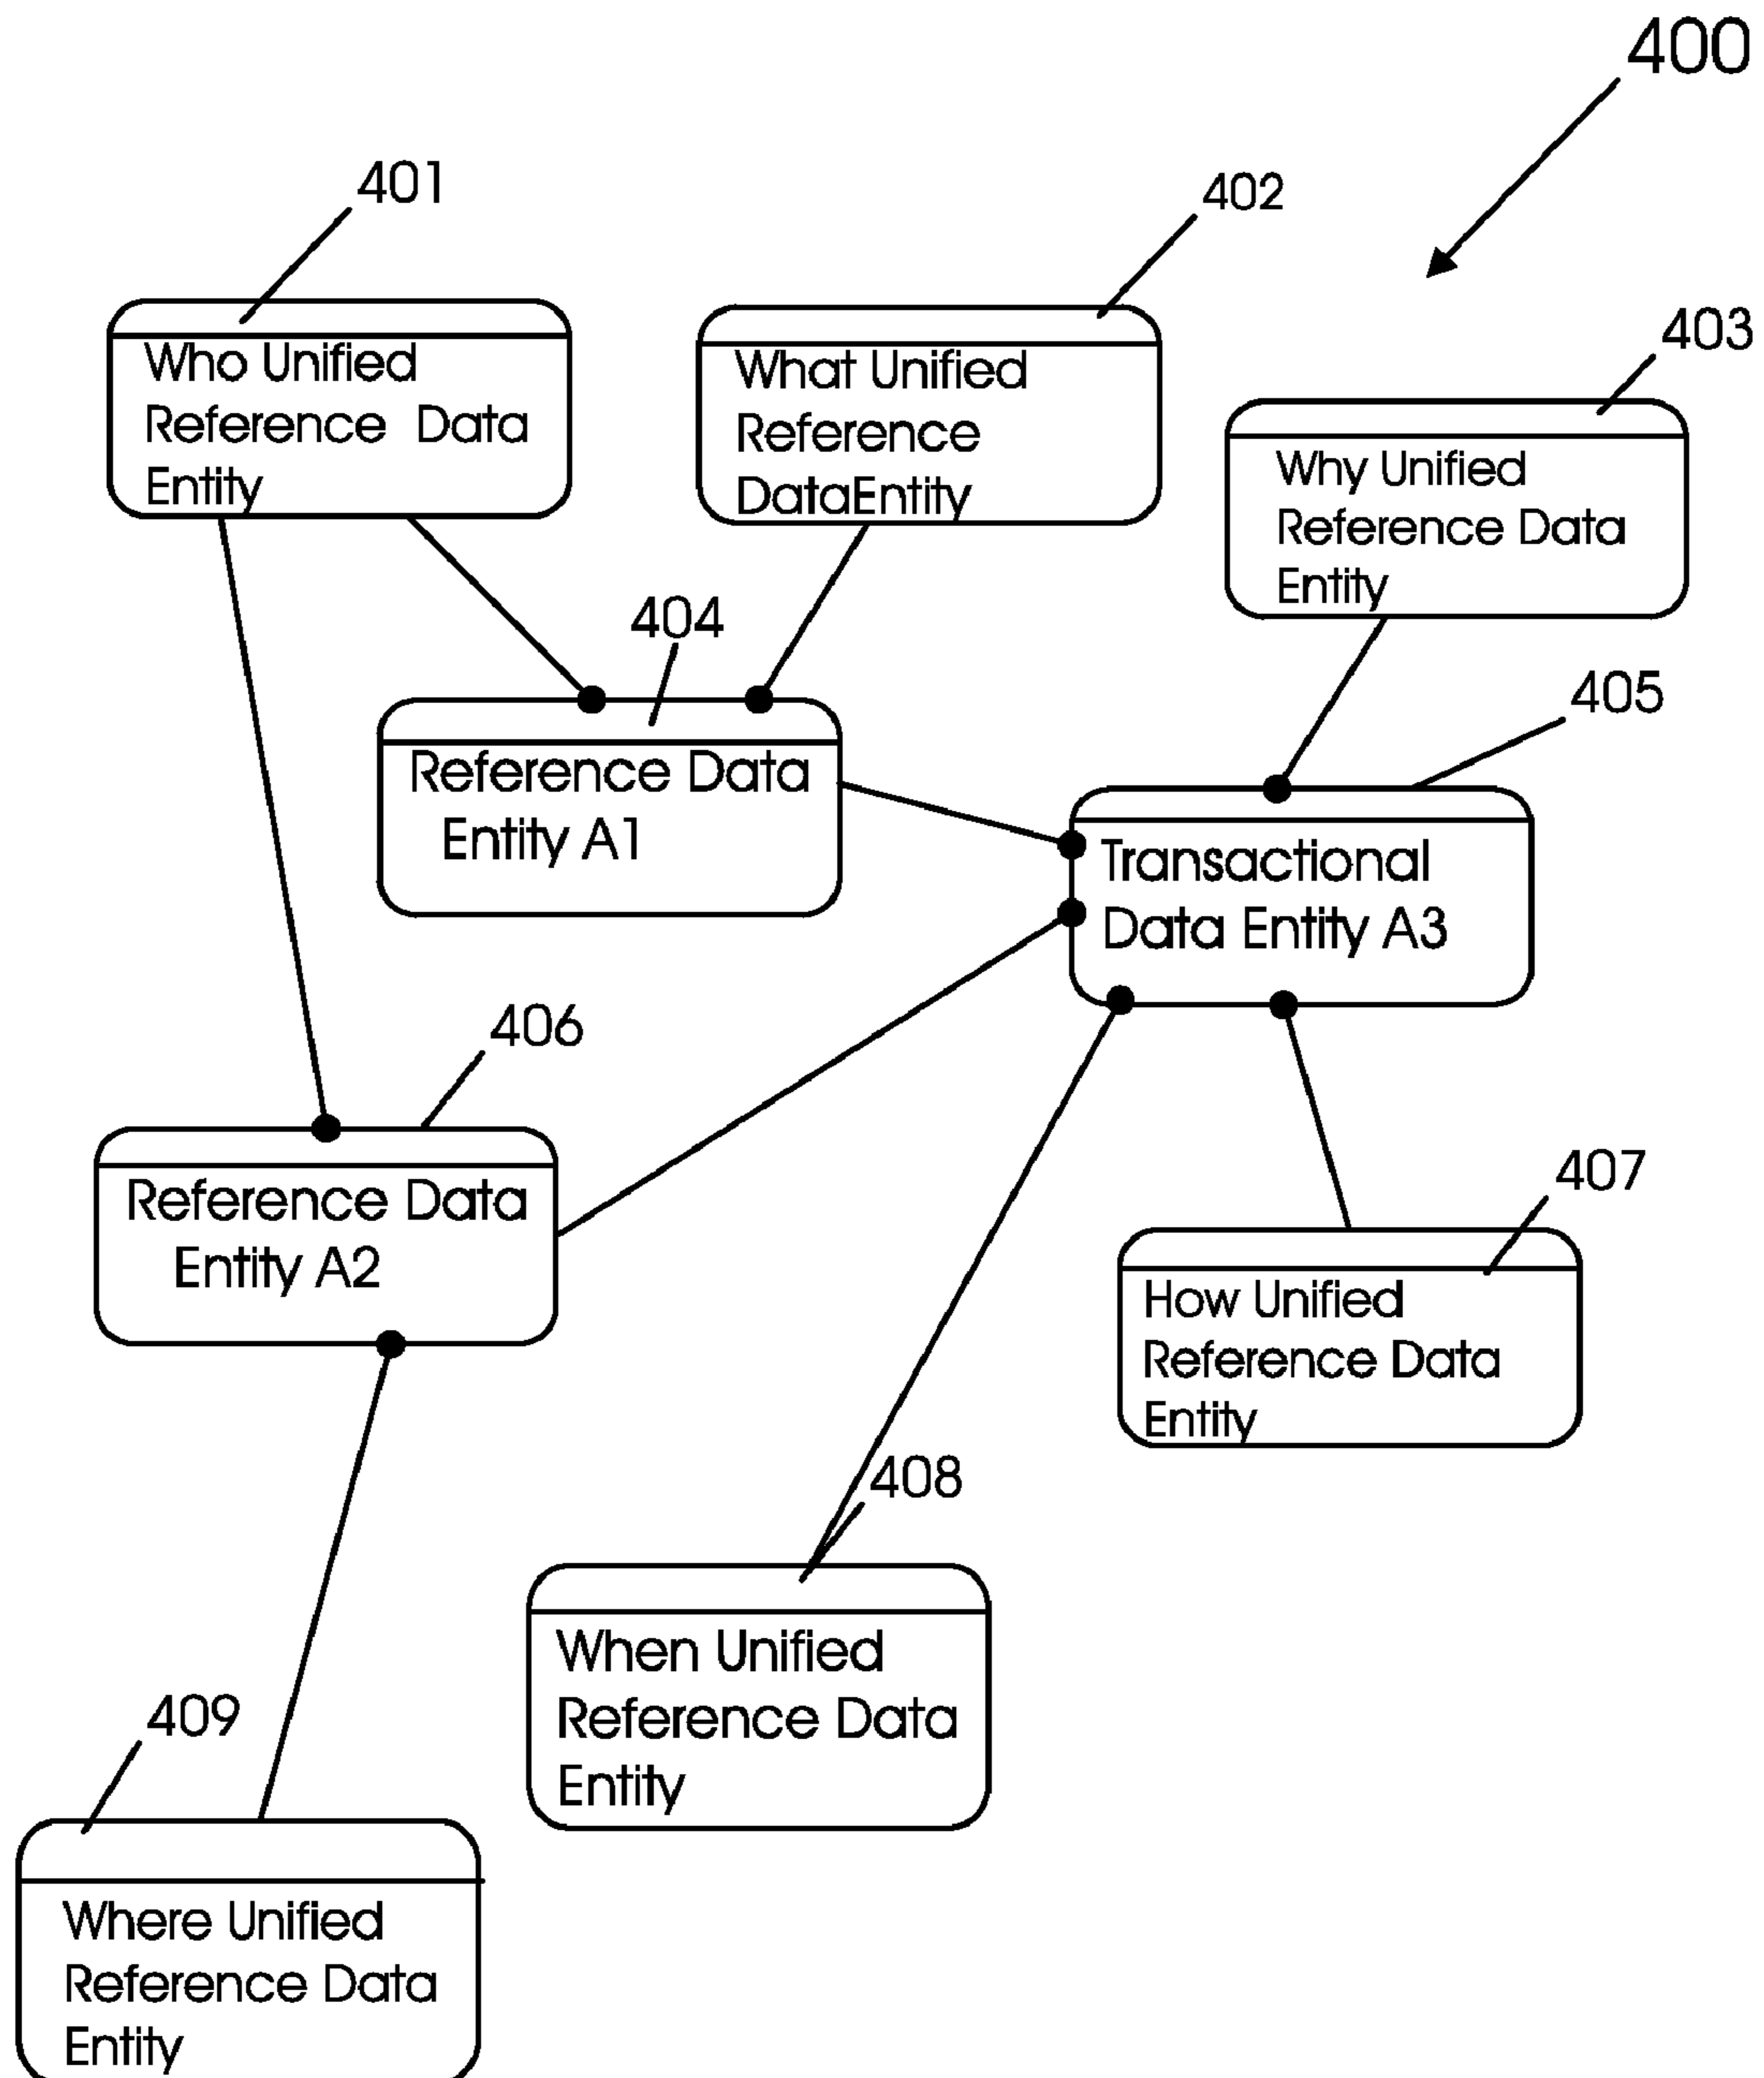 400
401
402
403
Who Unified
Reference Data
Entity
What Unified
Reference
DataEntity
Why Unified
Reference Data
Entity
404
405
Reference Data
Entity A1
Transactional
Data Entity A3
406
Reference Data
Entity A2
407
How Unified
Reference Data
Entity
408
When Unified
Reference Data
Entity
409
Where Unified
Reference Data
Entity